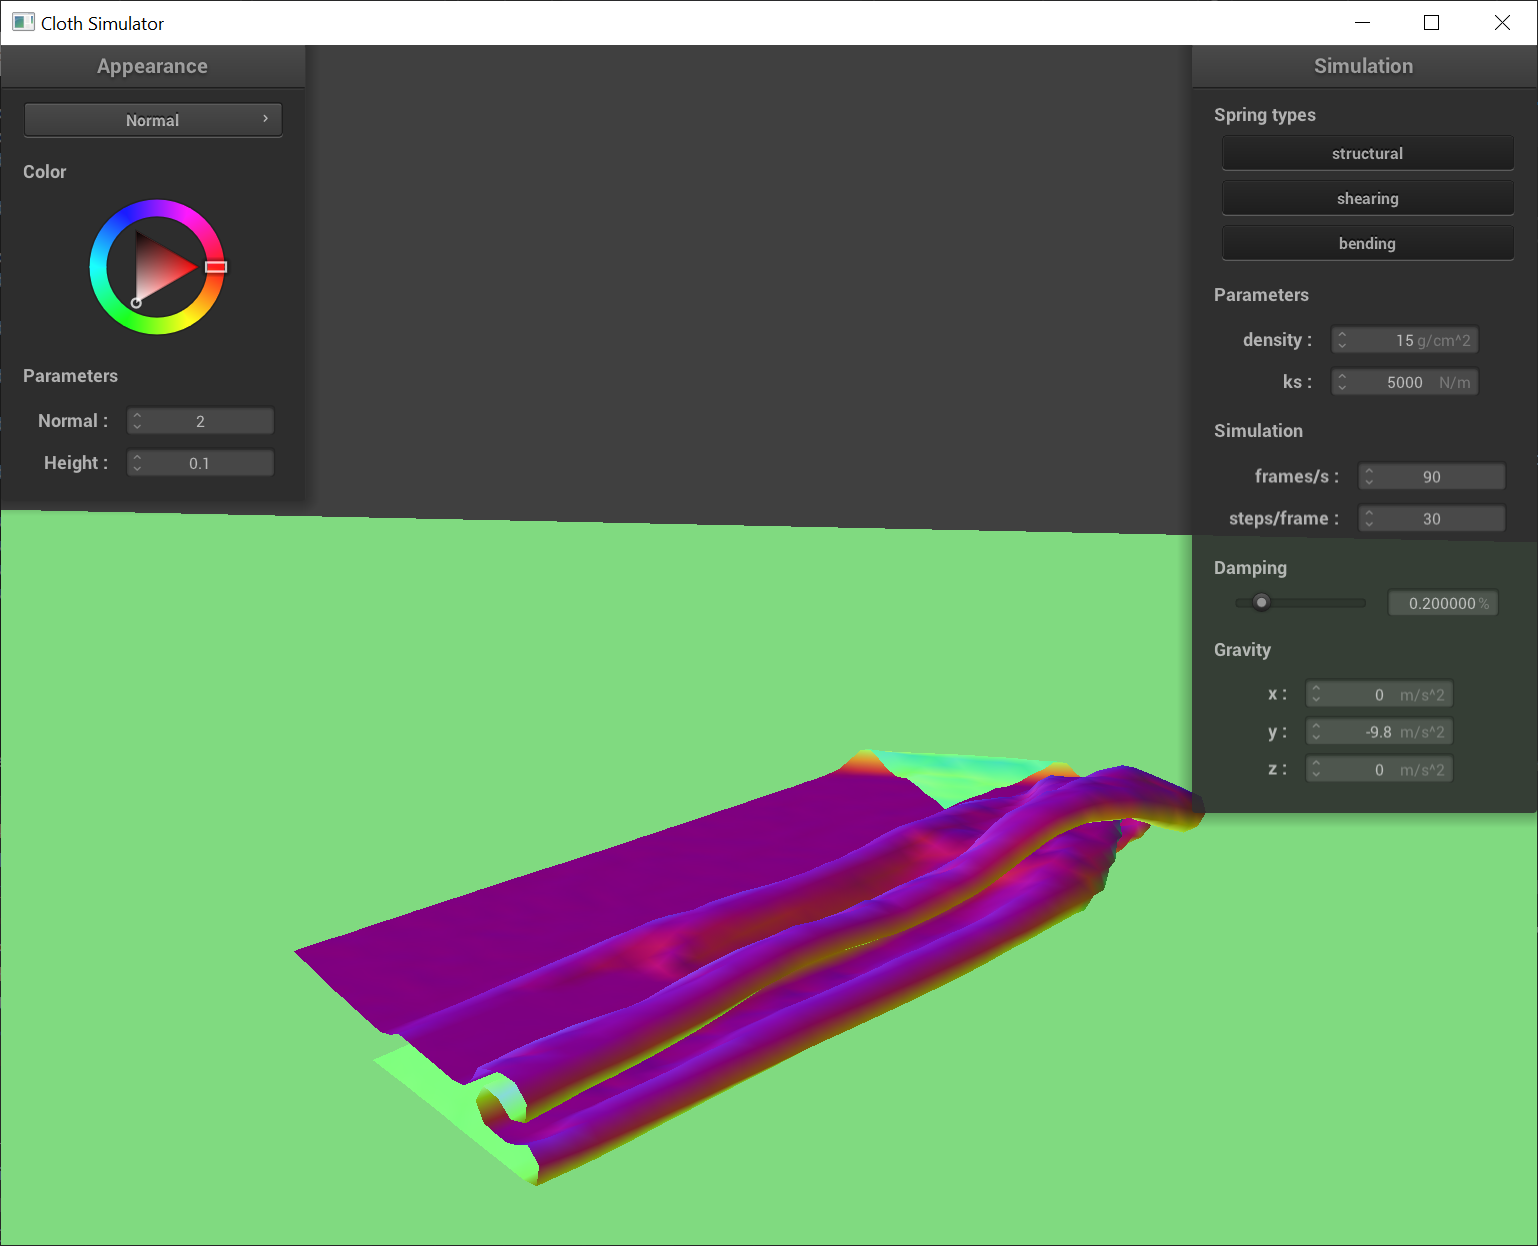 Cloth Simulator
Appearance
Normal
Color
Parameters
Normal :
2
Height :
0.1
Simulation
Spring types
structural
shearing
bending
Parameters
density :
15 g/cm^2
ks :
5000 N/m
Simulation
frames/s :
90
steps/frame :
30
Damping
0.200000 %
Gravity
x :
0 m/s^2
y :
-9.8 m/s^2
z :
0 m/s^2